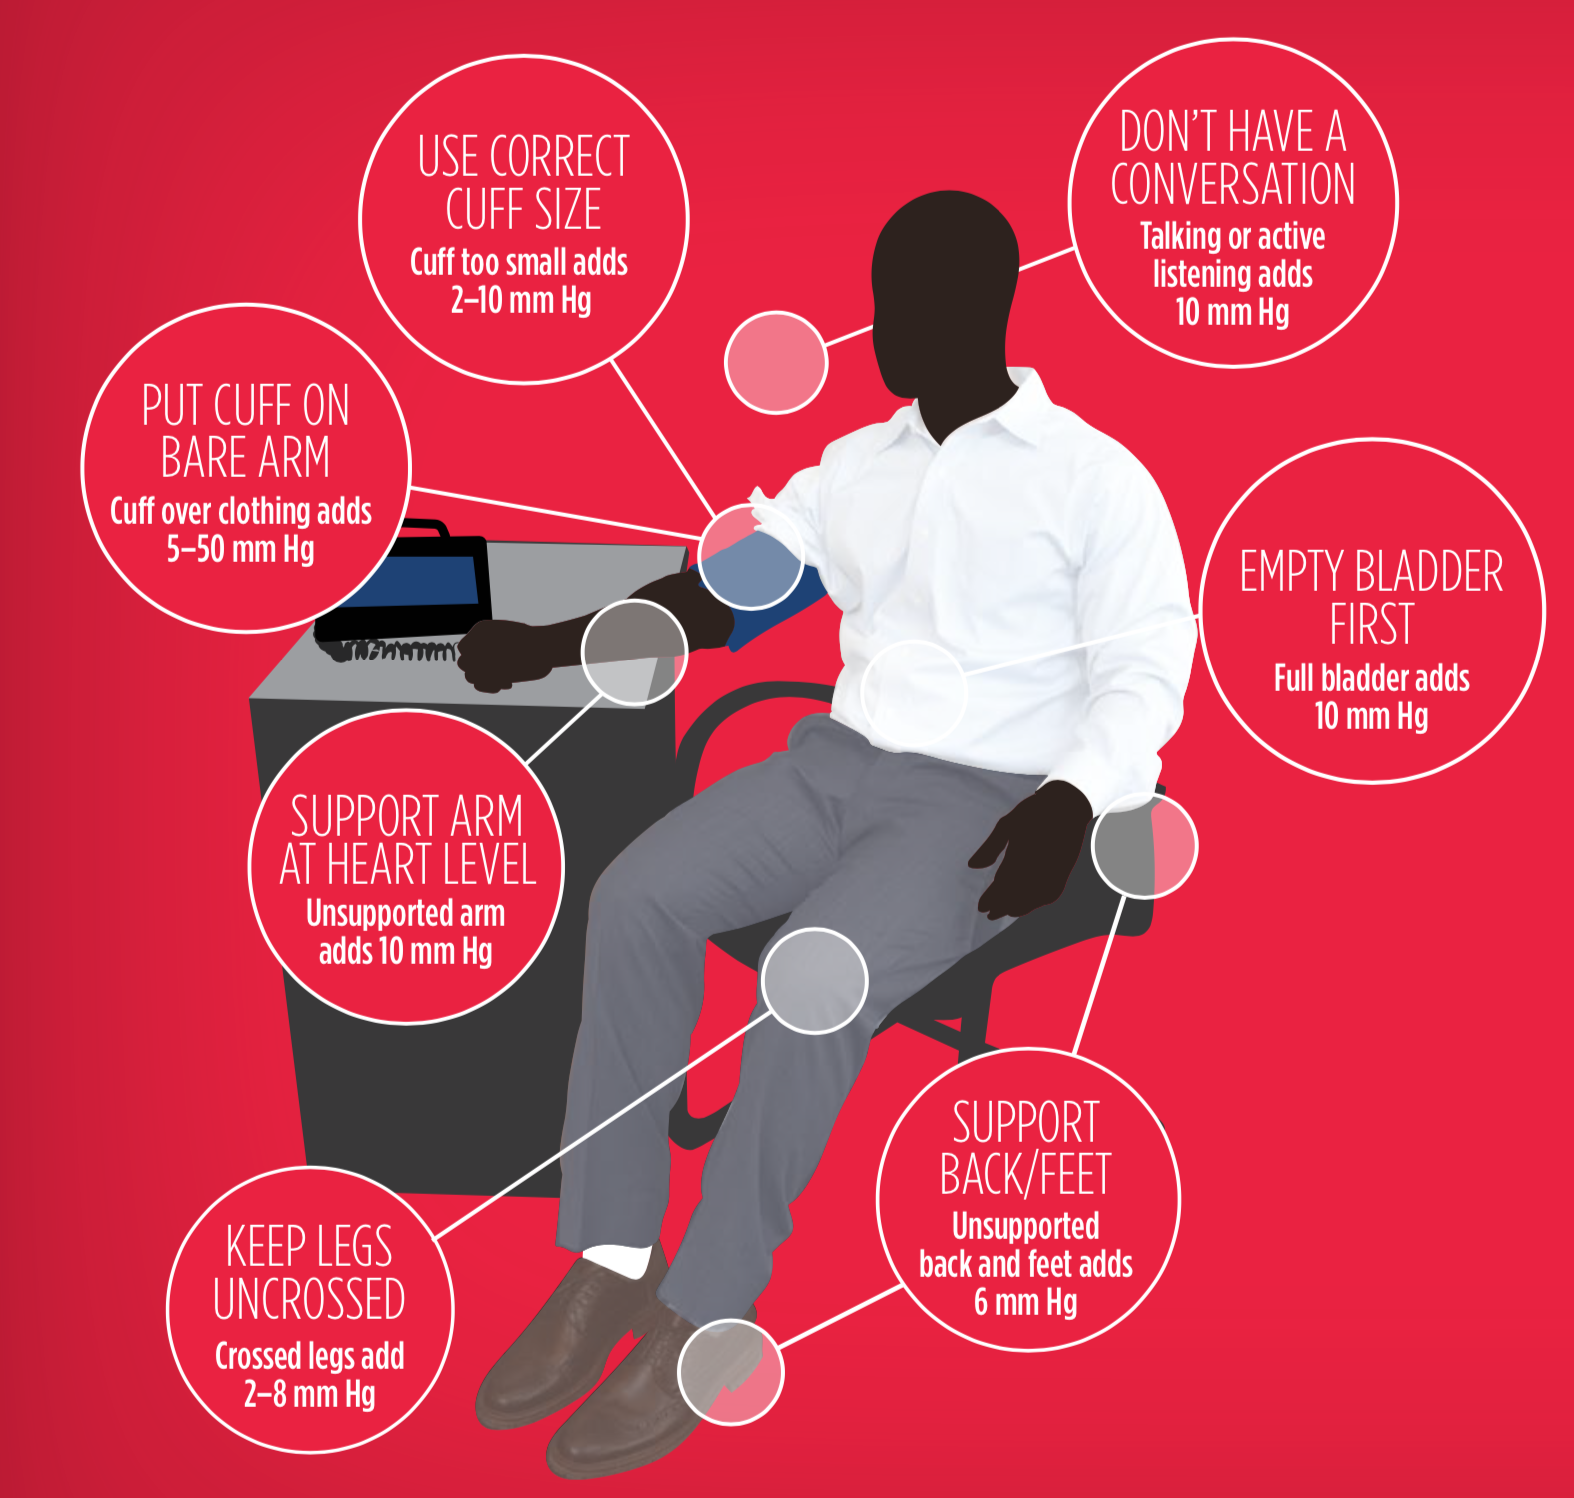 USE CORRECT
CUFF SIZE
Cuff too small adds
2–10 mm Hg
DON’T HAVE A
CONVERSATION
Talking or active
listening adds
10 mm Hg
PUT CUFF ON
BARE ARM
Cuff over clothing adds
5–50 mm Hg
EMPTY BLADDER
FIRST
Full bladder adds
10 mm Hg
SUPPORT ARM
AT HEART LEVEL
Unsupported arm
adds 10 mm Hg
SUPPORT
BACK/FEET
Unsupported
back and feet adds
6 mm Hg
KEEP LEGS
UNCROSSED
Crossed legs add
2–8 mm Hg